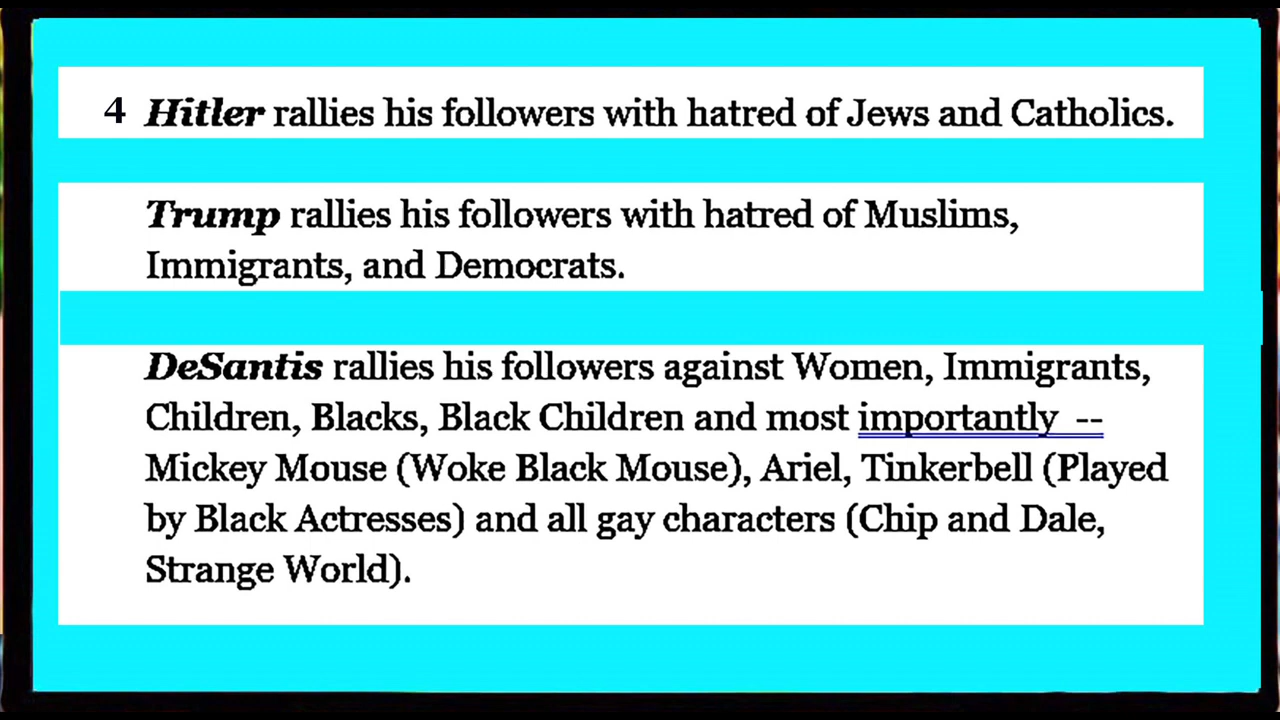 4 Hitler rallies his followers with hatred of Jews and Catholics.
Trump rallies his followers with hatred of Muslims,
Immigrants, and Democrats.
DeSantis rallies his followers against Women, Immigrants,
Children, Blacks, Black Children and most importantly --
Mickey Mouse (Woke Black Mouse), Ariel, Tinkerbell (Played
by Black Actresses) and all gay characters (Chip and Dale,
Strange World).